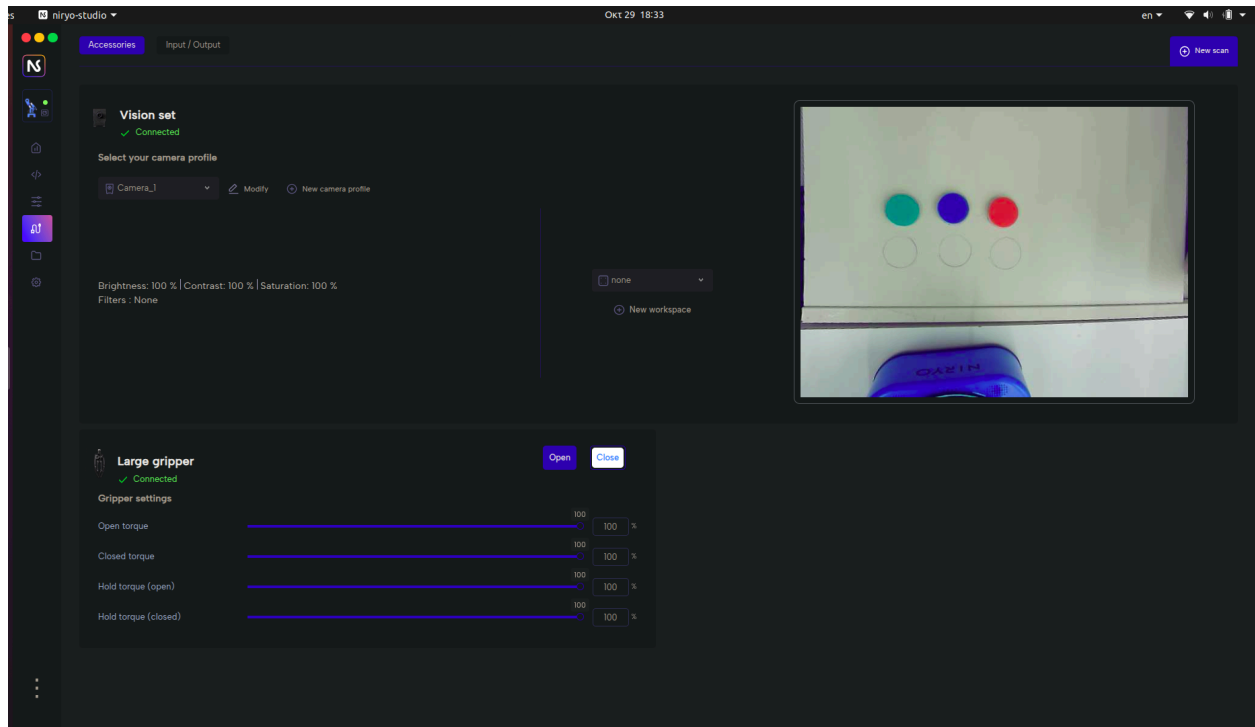 es niryo-studio Οκτ 29 18:33 en
Accessories Input / Output New scan
Vision set
Connected
Select your camera profile
Camera_1 Modify New camera profile
Brightness: 100 % | Contrast: 100 % | Saturation: 100 %
Filters : None
none
New workspace
NIRYO
Large gripper
Connected
Open Close
Gripper settings
100
Open torque 100 %
100
Closed torque 100 %
100
Hold torque (open) 100 %
100
Hold torque (closed) 100 %